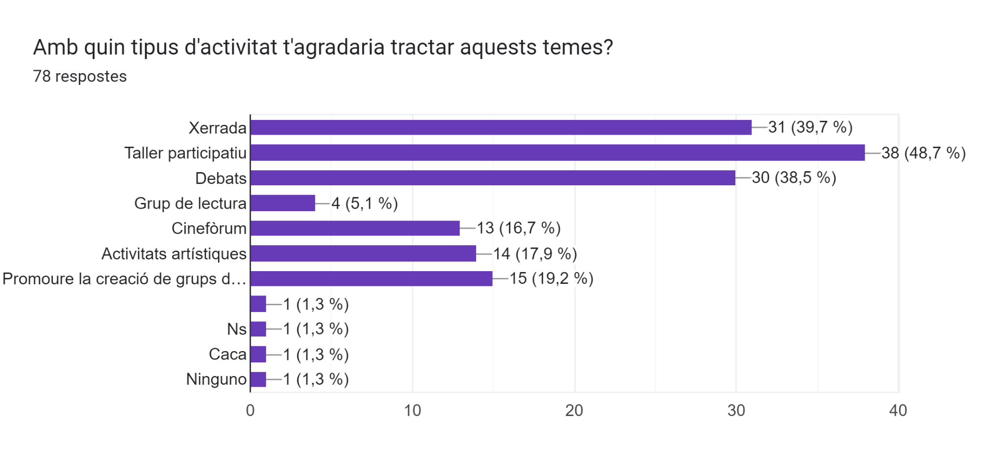 Amb quin tipus d'activitat t'agradaria tractar aquests temes?
78 respostes
Xerrada 31 (39,7 %)
Taller participatiu 38 (48,7 %)
Debats 30 (38,5 %)
Grup de lectura 4 (5,1 %)
Cinefòrum 13 (16,7 %)
Activitats artístiques 14 (17,9 %)
Promoure la creació de grups d... 15 (19,2 %)
1 (1,3 %)
Ns 1 (1,3 %)
Caca 1 (1,3 %)
Ninguno 1 (1,3 %)
0 10 20 30 40